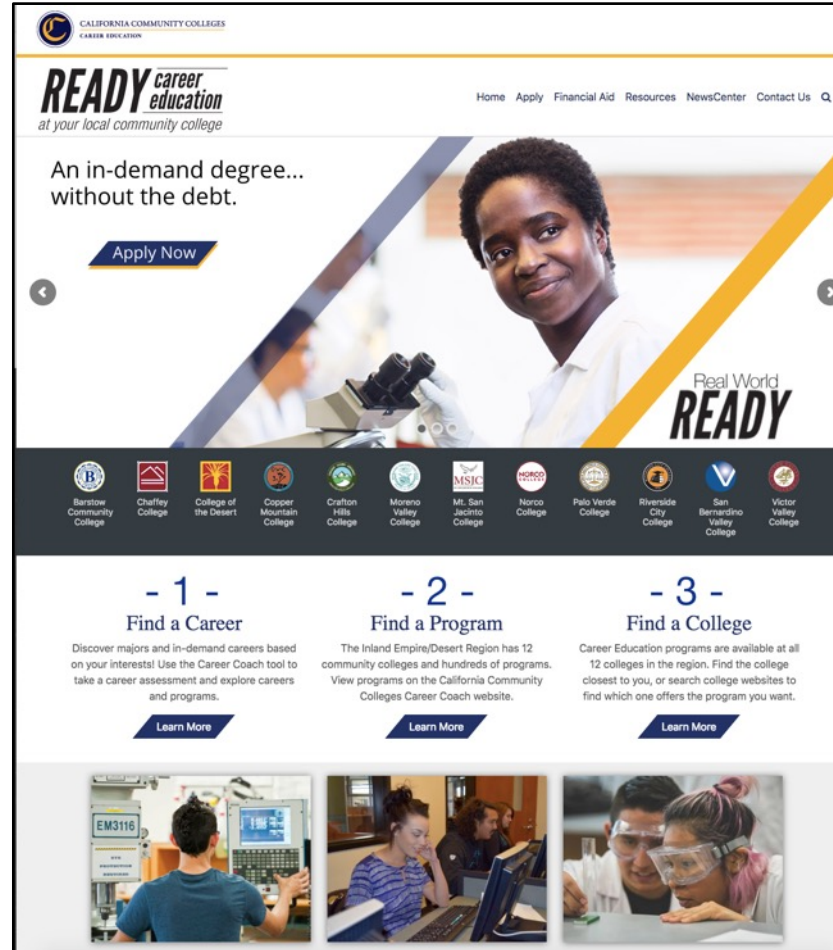 CALIFORNIA COMMUNITY COLLEGES
CAREER EDUCATION
READY career education
at your local community college
Home Apply Financial Aid Resources NewsCenter Contact Us
An in-demand degree...
without the debt.
Apply Now
Real World
READY
B
MSJC
NORCO
COLLEGE
Barstow Community College
Chaffey College
College of the Desert
Copper Mountain College
Crafton Hills College
Moreno Valley College
Mt. San Jacinto College
Norco College
Palo Verde College
Riverside City College
San Bernardino Valley College
Victor Valley College
- 1 -
Find a Career
Discover majors and in-demand careers based
on your interests! Use the Career Coach tool to
take a career assessment and explore careers
and programs.
Learn More
- 2 -
Find a Program
The Inland Empire/Desert Region has 12
community colleges and hundreds of programs.
View programs on the California Community
Colleges Career Coach website.
Learn More
- 3 -
Find a College
Career Education programs are available at all
12 colleges in the region. Find the college
closest to you, or search college websites to
find which one offers the program you want.
Learn More
EM3116